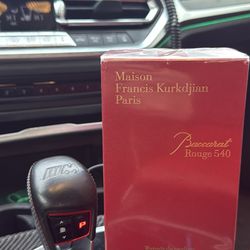 Maison
Francis Kurkdjian
Paris
Baccarat
Rouge 540
P